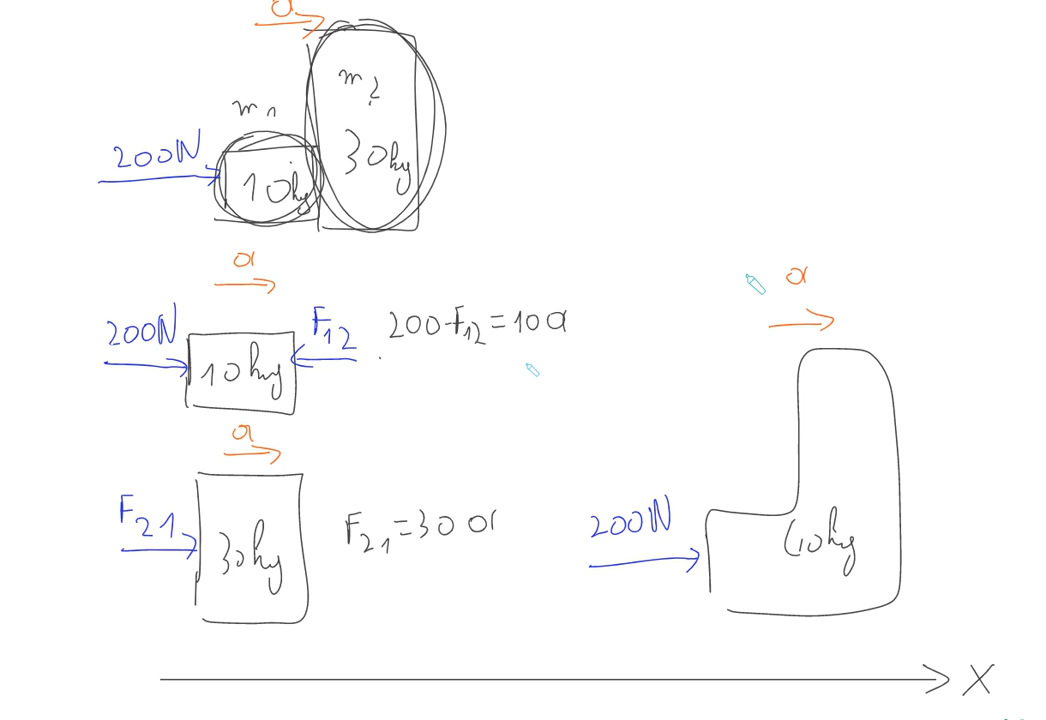 a
m₂
m₁
200N
30kg
10kg
a
200N
F₁₂
200-F₁₂=10a
10kg
a
a
F₂₁
30kg
F₂₁=30a
200N
40kg
X